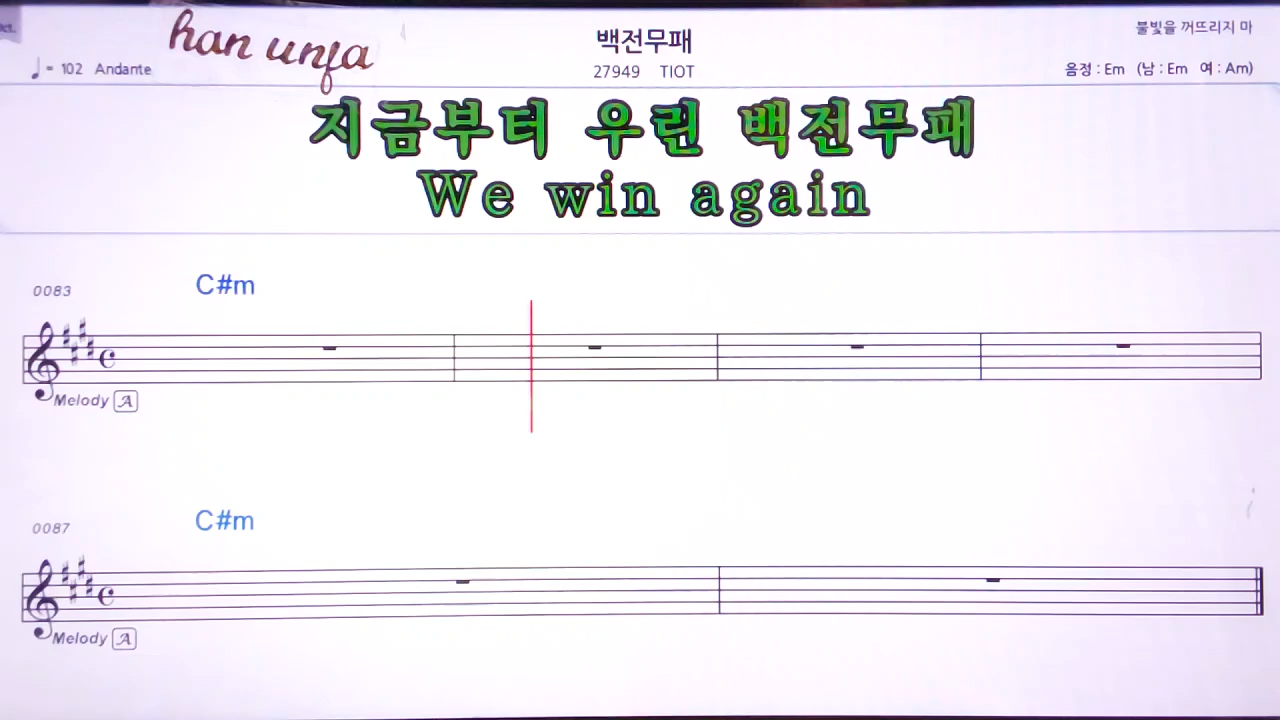 han unja
백전무패
불빛을 꺼뜨리지 마
♩ = 102 Andante
27949 TIOT
음정 : Em (남 : Em 여 : Am)
지금부터 우린 백전무패
We win again
0083
C#m
Melody A
0087
C#m
Melody A